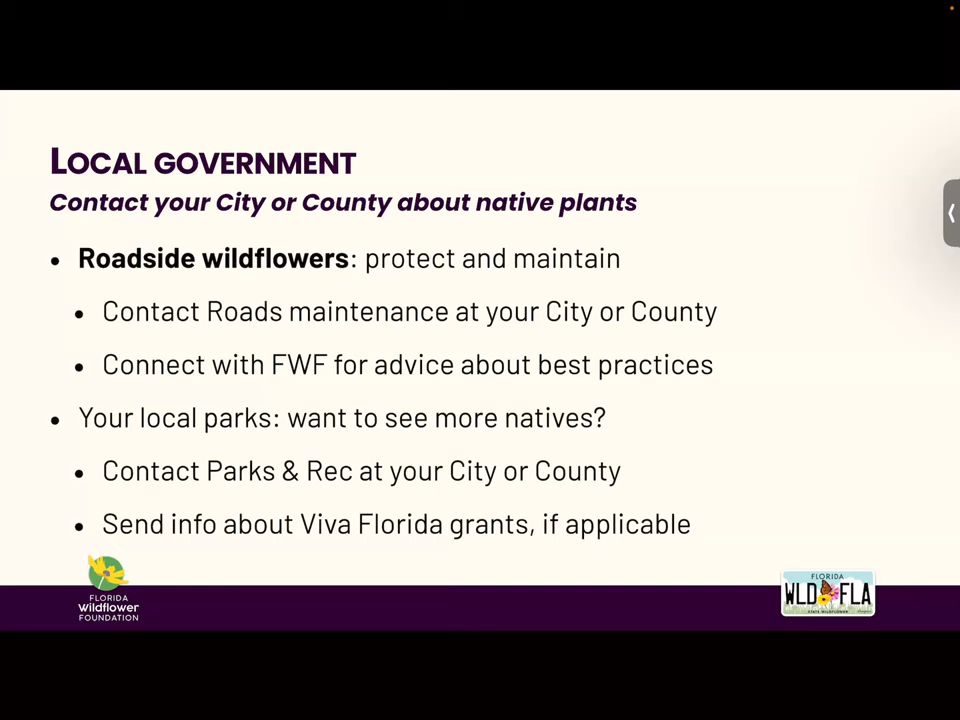 LOCAL GOVERNMENT
Contact your City or County about native plants
• Roadside wildflowers: protect and maintain
• Contact Roads maintenance at your City or County
• Connect with FWF for advice about best practices
• Your local parks: want to see more natives?
• Contact Parks & Rec at your City or County
• Send info about Viva Florida grants, if applicable
FLORIDA
Wildflower
FOUNDATION
FLORIDA
WLD FLA
STATE WILDFLOWER